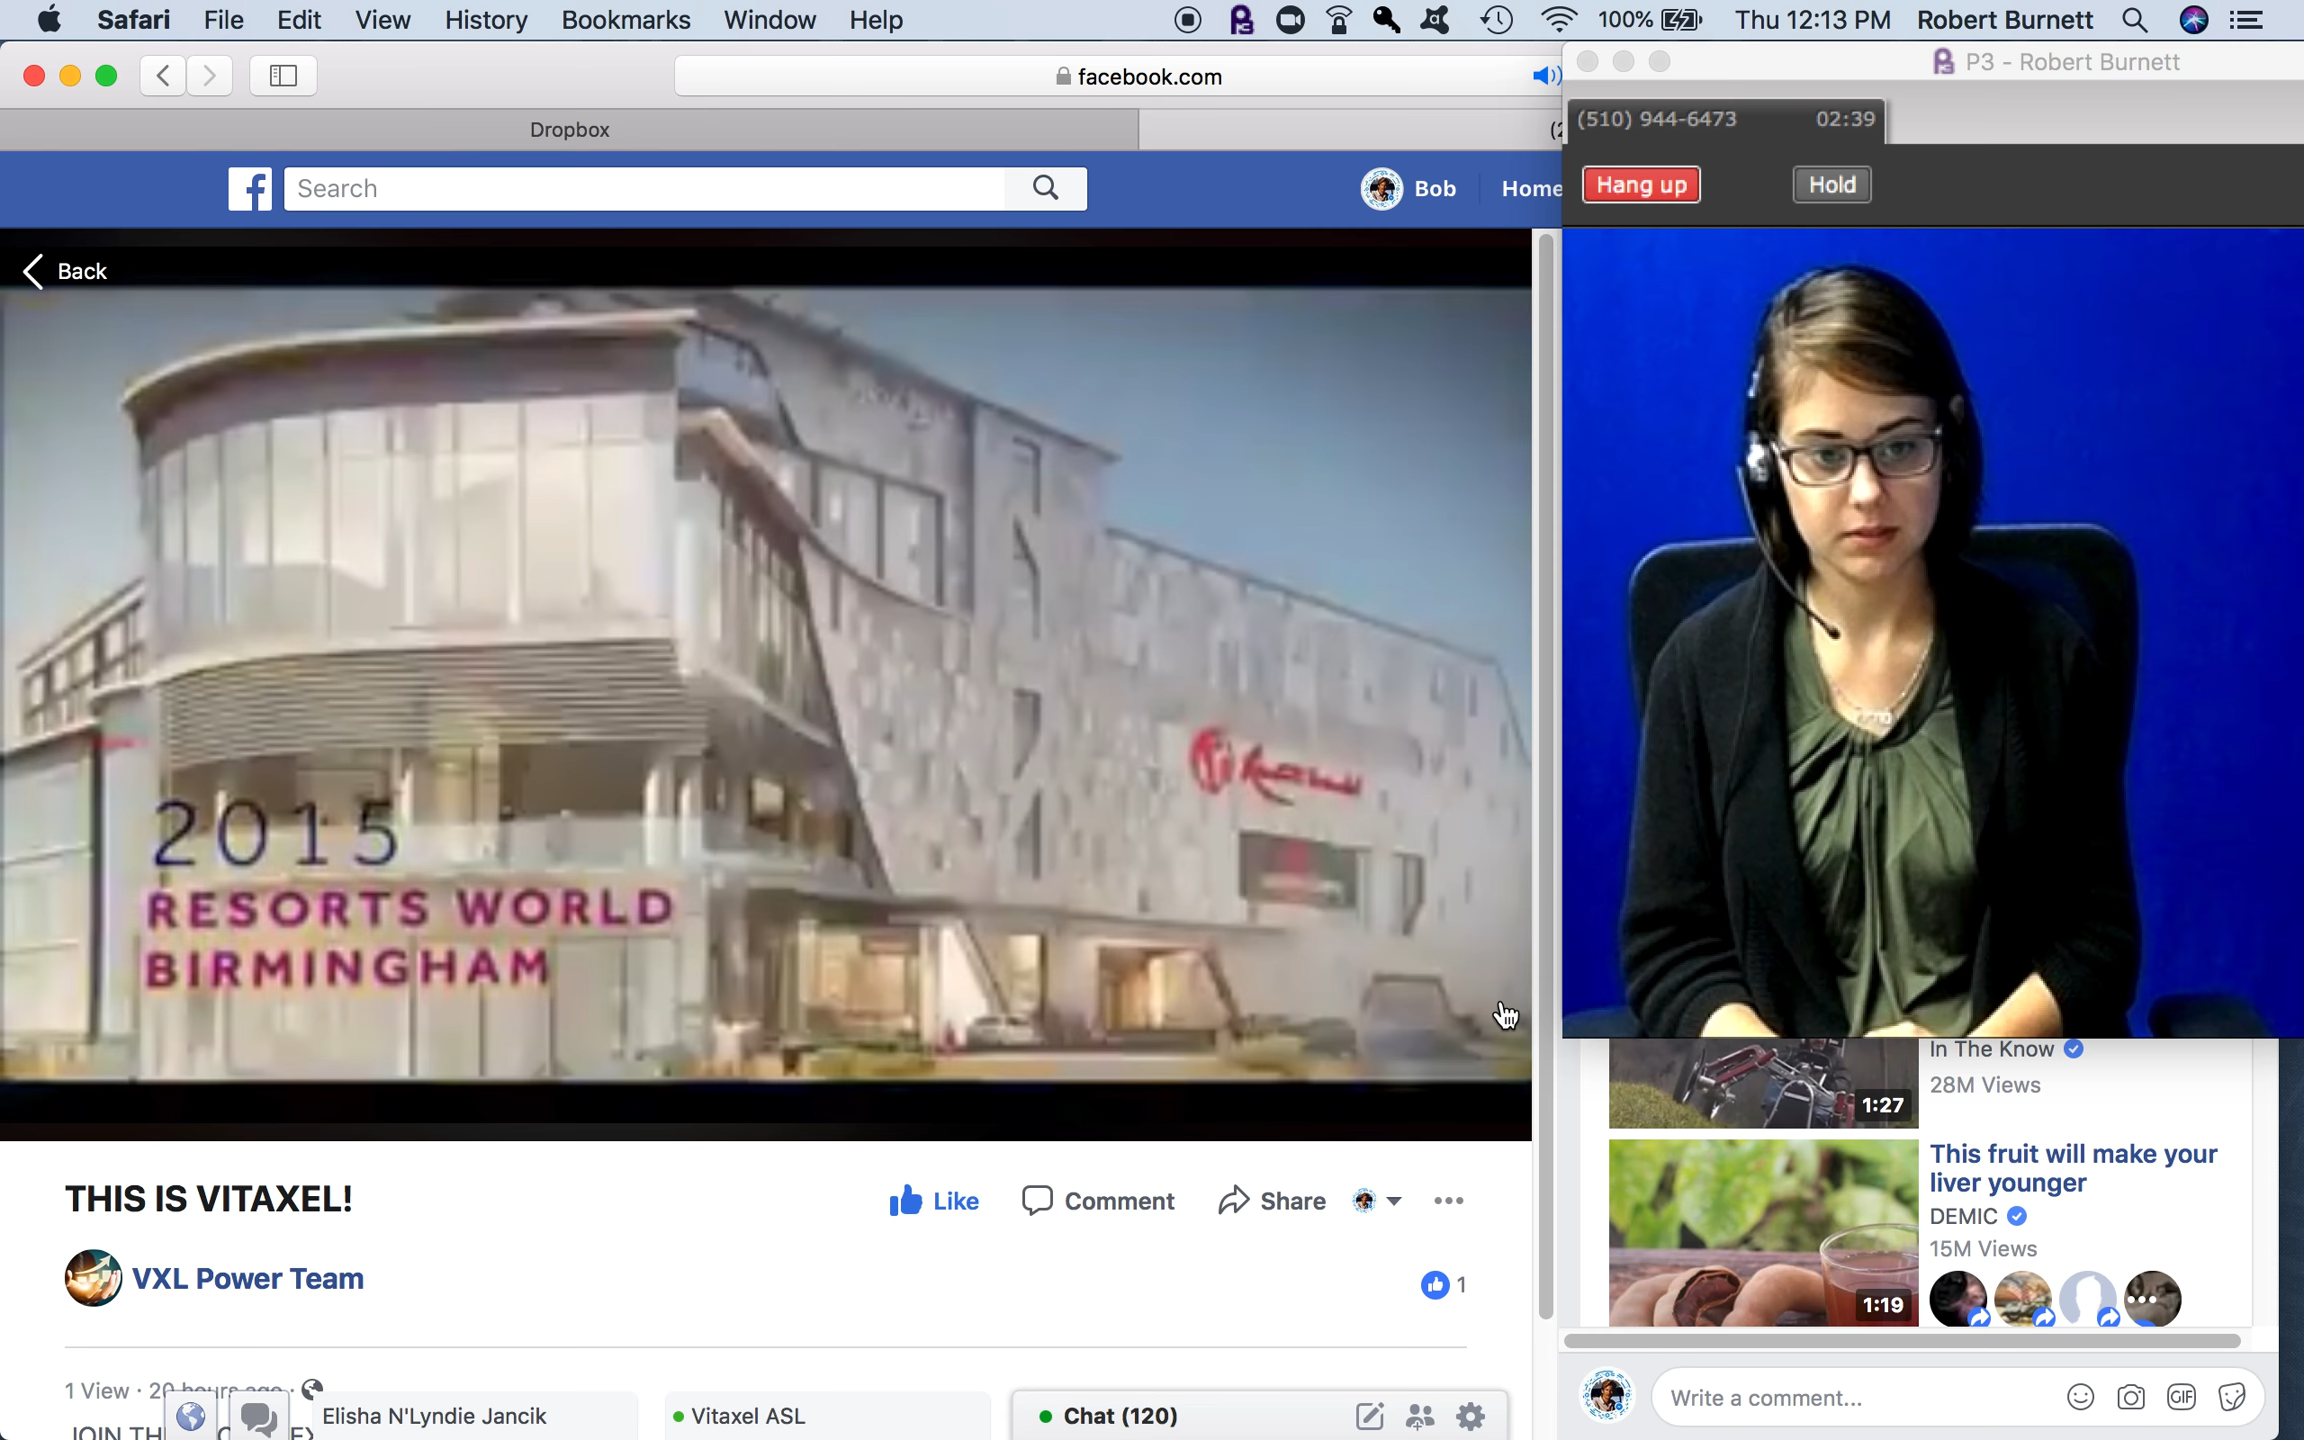 Safari File Edit View History Bookmarks Window Help 100% Thu 12:13 PM Robert Burnett
facebook.com
P3 - Robert Burnett
Dropbox
(510) 944-6473 02:39
Search
Bob Home
Hang up Hold
Back
2015
RESORTS WORLD
BIRMINGHAM
In The Know
28M Views
1:27
This fruit will make your
liver younger
DEMIC
15M Views
1:19
THIS IS VITAXEL!
Like Comment Share
VXL Power Team
1
1 View · 20 hours ago ·
Elisha N'Lyndie Jancik
Vitaxel ASL
Chat (120)
Write a comment...
GIF